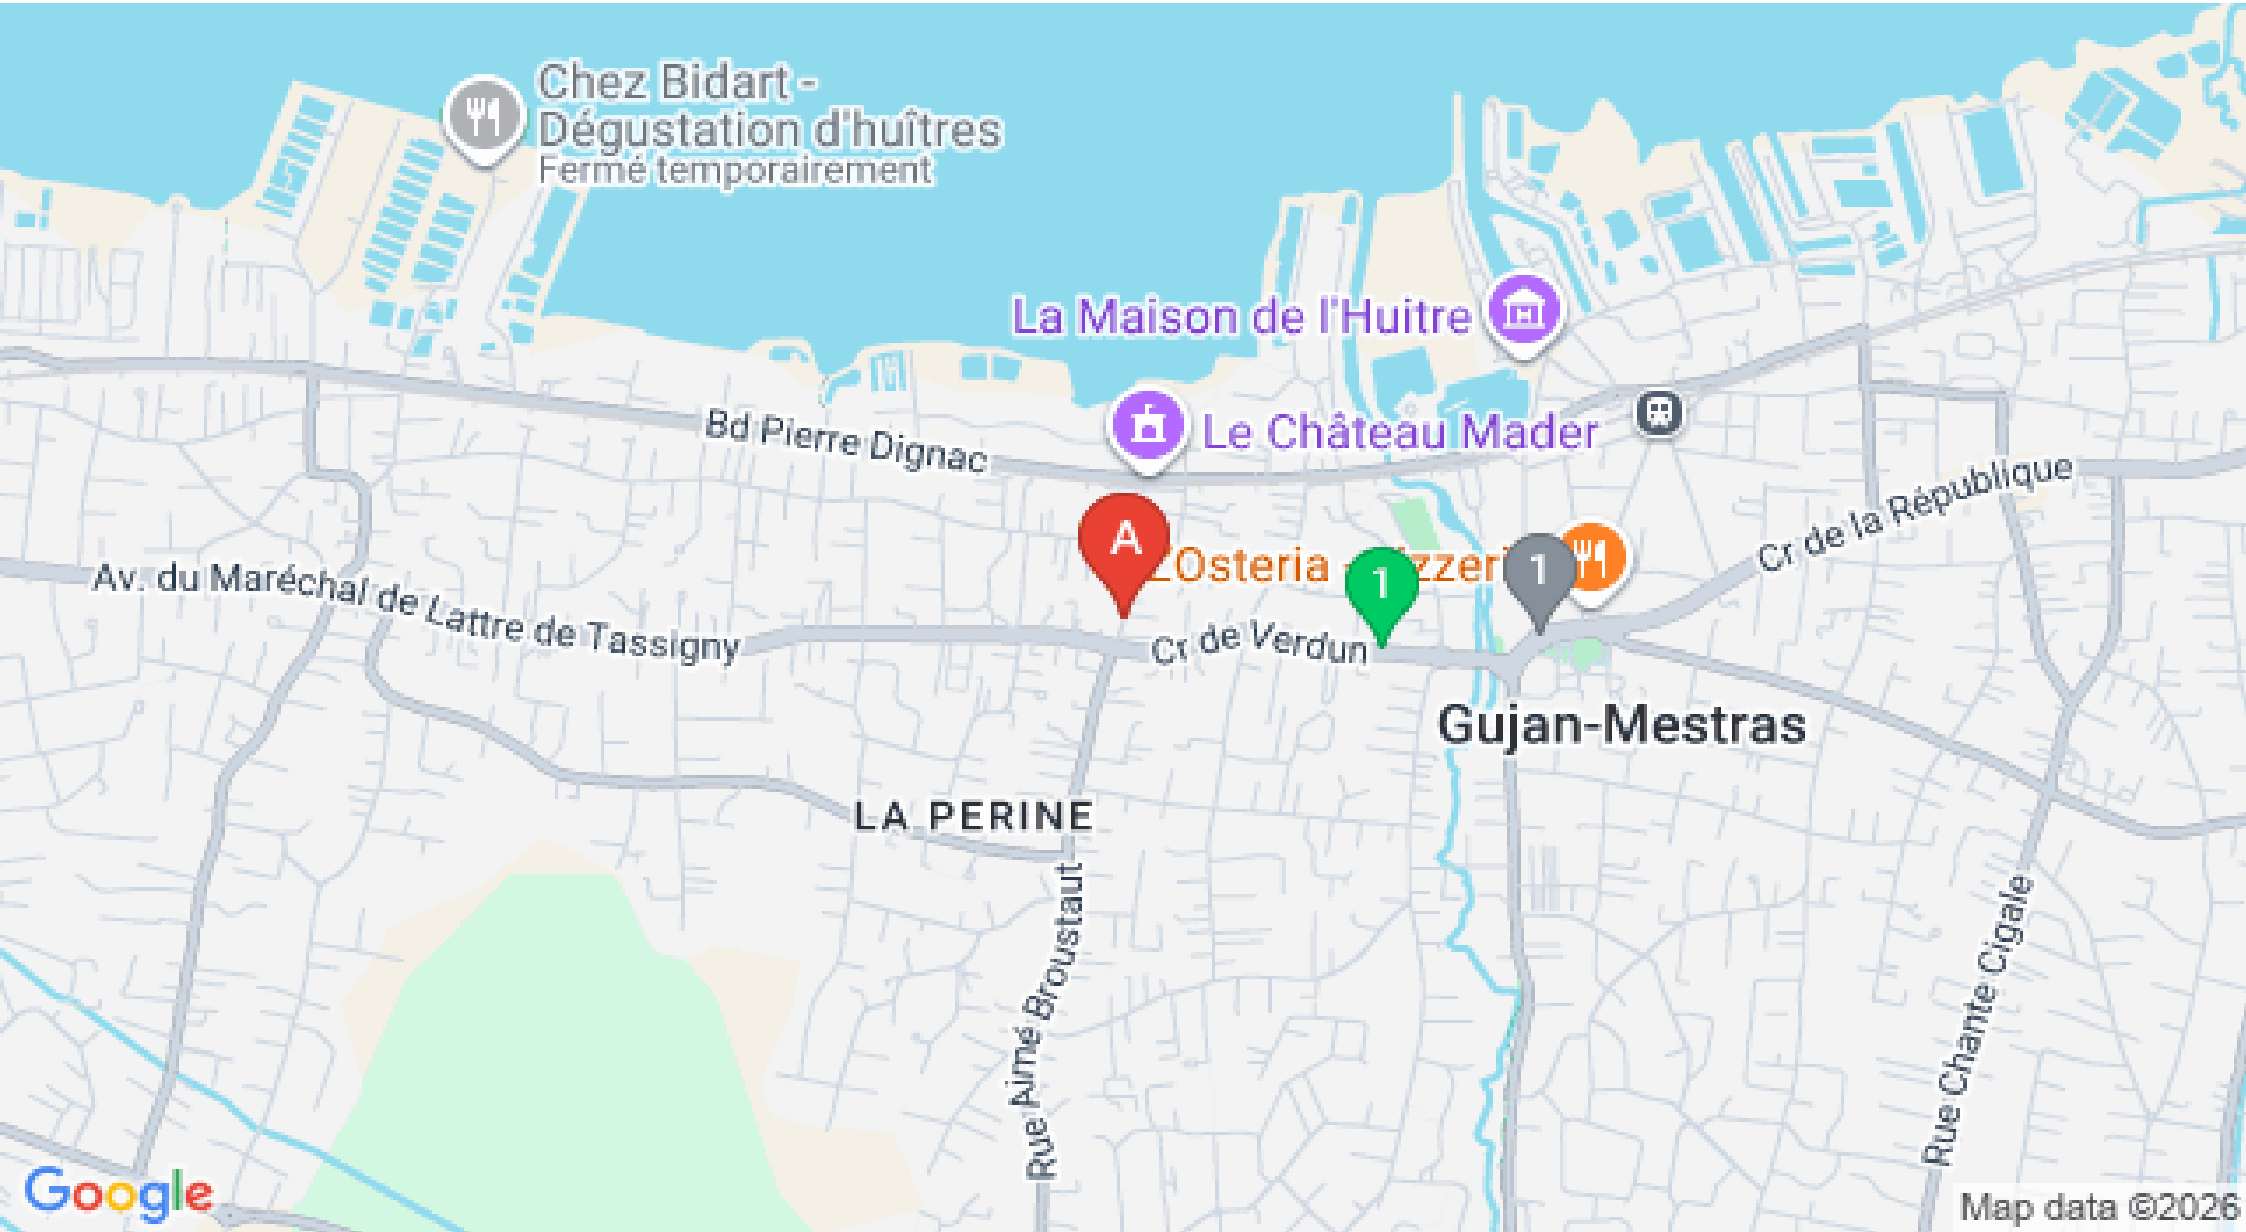 Chez Bidart -
Dégustation d'huîtres
Fermé temporairement
La Maison de l'Huitre
Le Château Mader
Bd Pierre Dignac
Cr de la République
A
Osteria -
1
1
Av. du Maréchal de Lattre de Tassigny
Cr de Verdun
Gujan-Mestras
LA PERINE
Rue Aimé Broustaut
Rue Chante Cigale
Google
Map data ©2026